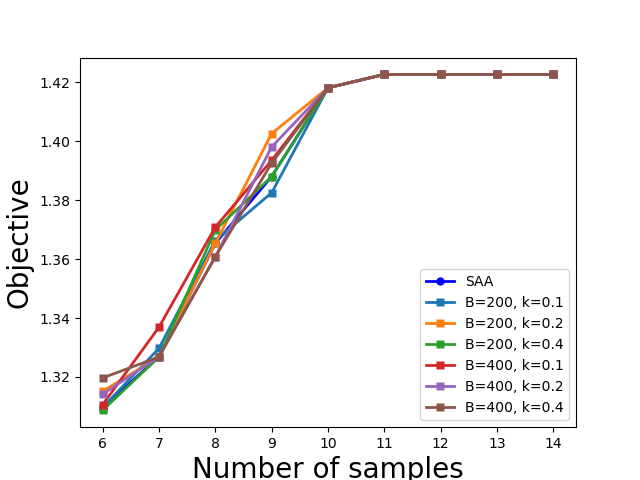 1.42
1.40
1.38
1.36
1.34
1.32
Objective
6 7 8 9 10 11 12 13 14
Number of samples
SAA
B=200, k=0.1
B=200, k=0.2
B=200, k=0.4
B=400, k=0.1
B=400, k=0.2
B=400, k=0.4